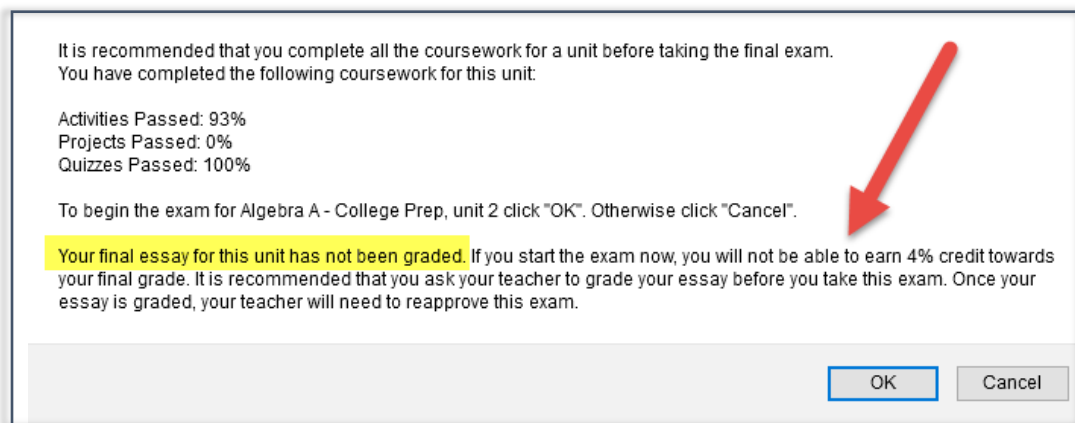 It is recommended that you complete all the coursework for a unit before taking the final exam.
You have completed the following coursework for this unit:
Activities Passed: 93%
Projects Passed: 0%
Quizzes Passed: 100%
To begin the exam for Algebra A - College Prep, unit 2 click "OK". Otherwise click "Cancel".
Your final essay for this unit has not been graded. If you start the exam now, you will not be able to earn 4% credit towards
your final grade. It is recommended that you ask your teacher to grade your essay before you take this exam. Once your
essay is graded, your teacher will need to reapprove this exam.
OK Cancel